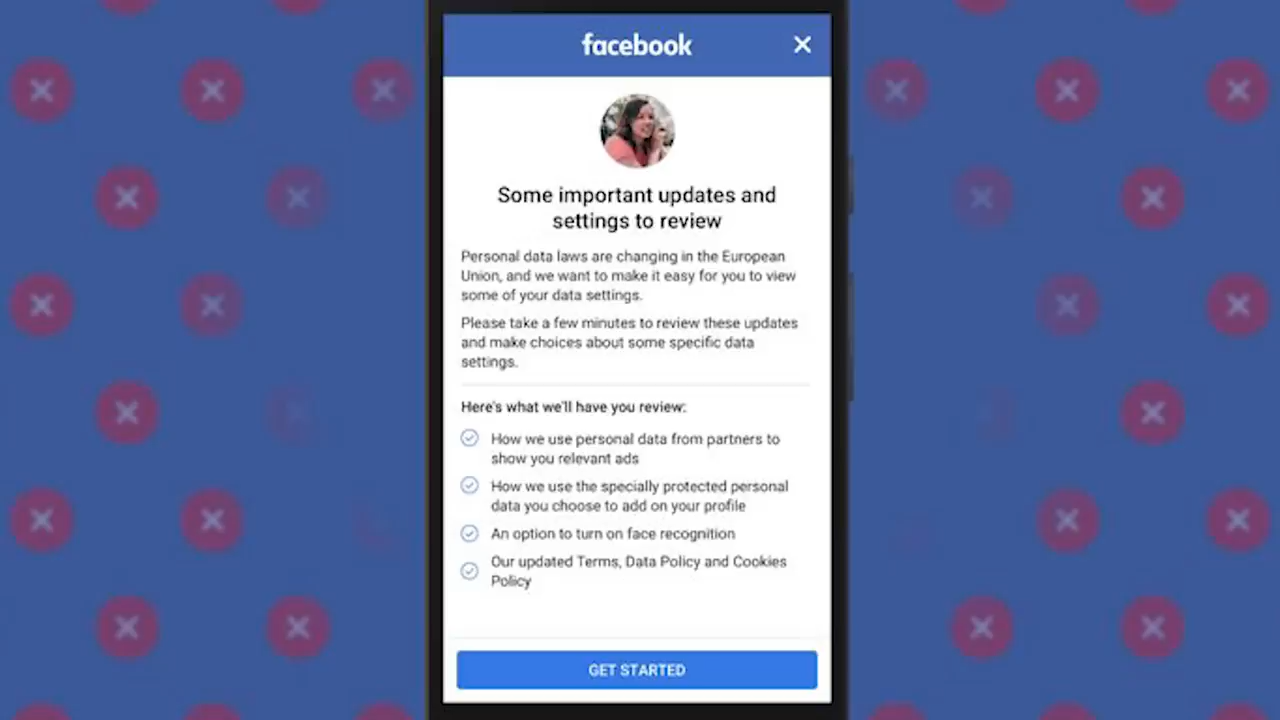 facebook
Some important updates and
settings to review
Personal data laws are changing in the European
Union, and we want to make it easy for you to view
some of your data settings.
Please take a few minutes to review these updates
and make choices about some specific data
settings.
Here's what we'll have you review:
How we use personal data from partners to
show you relevant ads
How we use the specially protected personal
data you choose to add on your profile
An option to turn on face recognition
Our updated Terms, Data Policy and Cookies
Policy
GET STARTED